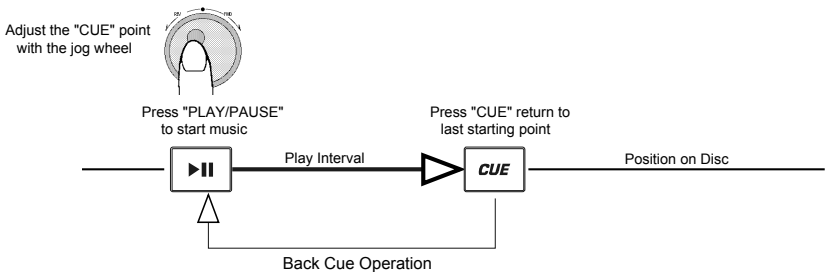 REV FWD
Adjust the "CUE" point
with the jog wheel
Press "PLAY/PAUSE"
to start music
Press "CUE" return to
last starting point
Play Interval
CUE
Position on Disc
Back Cue Operation